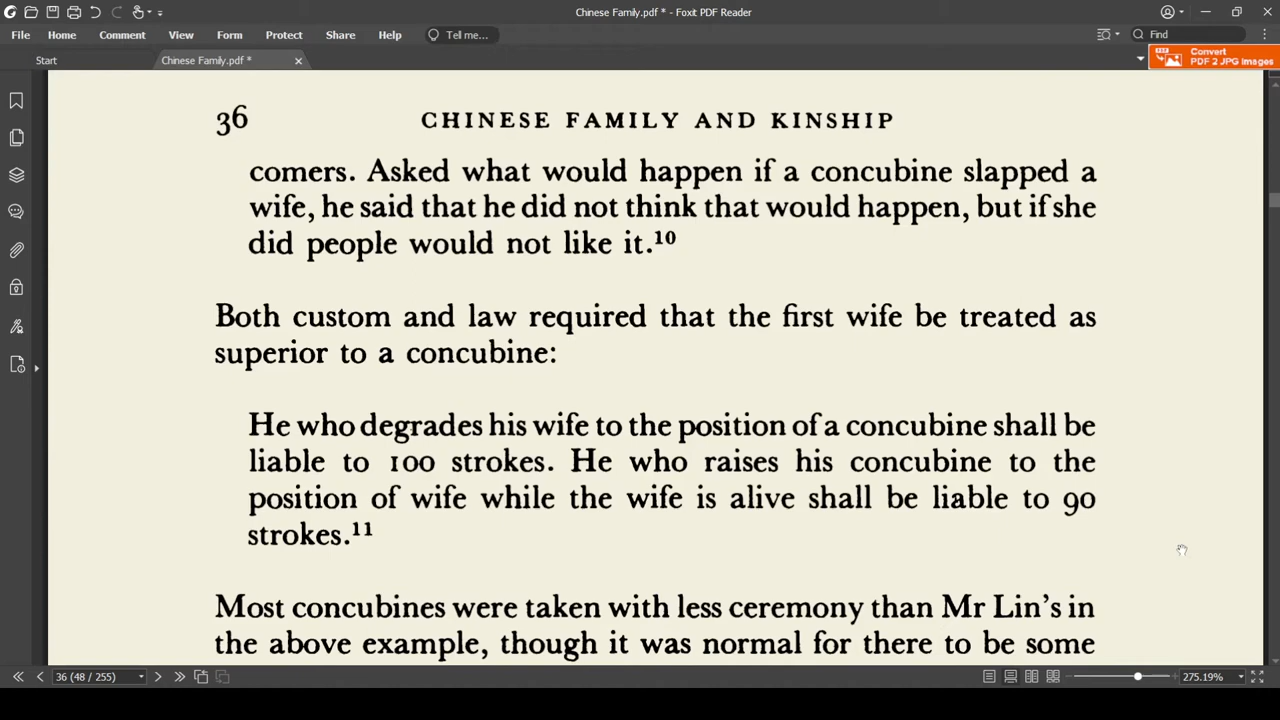 Chinese Family.pdf * - Foxit PDF Reader
File Home Comment View Form Protect Share Help Tell me... Find
Start Chinese Family.pdf * Convert
PDF 2 JPG Images
36 CHINESE FAMILY AND KINSHIP
comers. Asked what would happen if a concubine slapped a
wife, he said that he did not think that would happen, but if she
did people would not like it.¹⁰
Both custom and law required that the first wife be treated as
superior to a concubine:
He who degrades his wife to the position of a concubine shall be
liable to 100 strokes. He who raises his concubine to the
position of wife while the wife is alive shall be liable to 90
strokes.¹¹
Most concubines were taken with less ceremony than Mr Lin's in
the above example, though it was normal for there to be some
36 (48 / 255) 275.19%